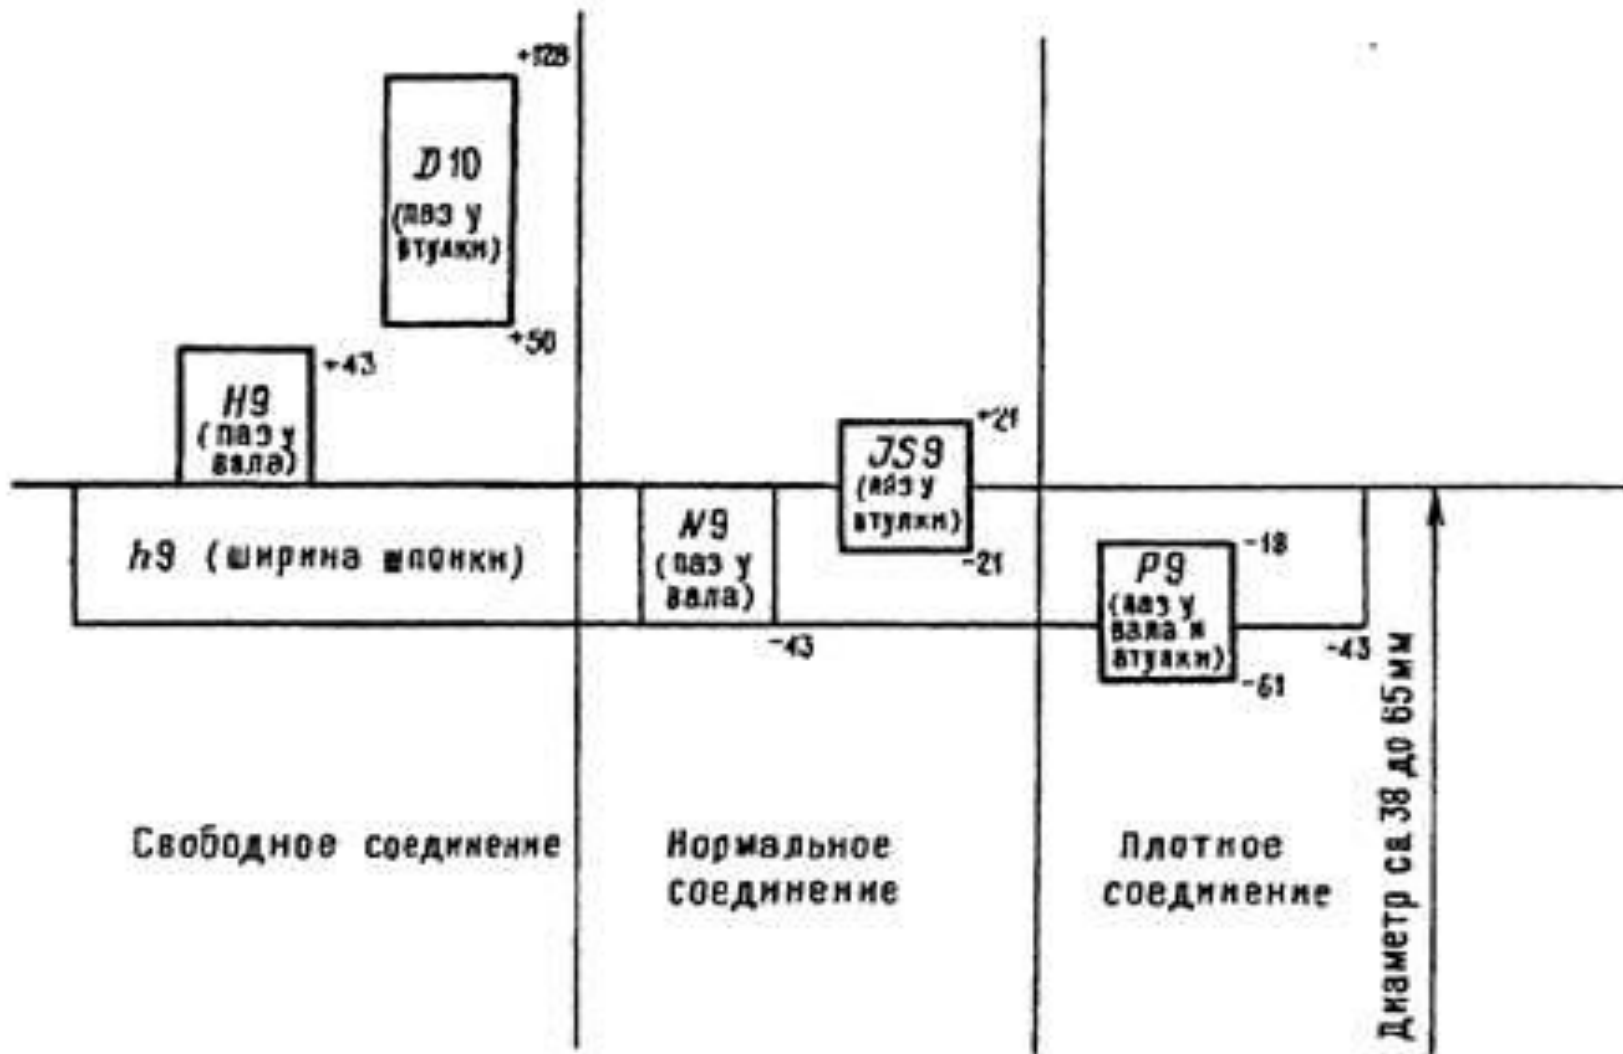 +128
D10
(паз у
втулки)
+50
+43
H9
(паз у
вала)
h9 (ширина шпонки)
N9
(паз у
вала)
-43
+21
JS9
(паз у
втулки)
-21
-18
P9
(паз у
вала и
втулки)
-43
-61
Свободное соединение
Нормальное
соединение
Плотное
соединение
Диаметр св 38 до 65мм